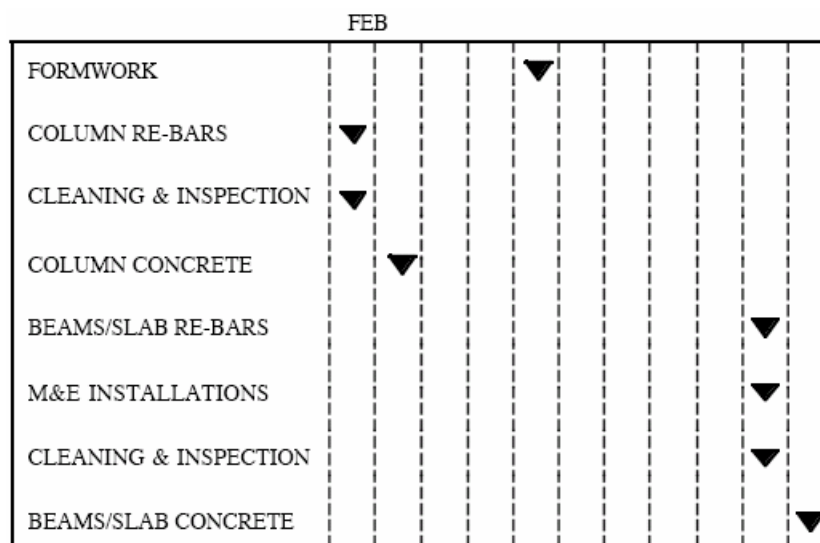 FEB
FORMWORK
COLUMN RE-BARS
CLEANING & INSPECTION
COLUMN CONCRETE
BEAMS/SLAB RE-BARS
M&E INSTALLATIONS
CLEANING & INSPECTION
BEAMS/SLAB CONCRETE